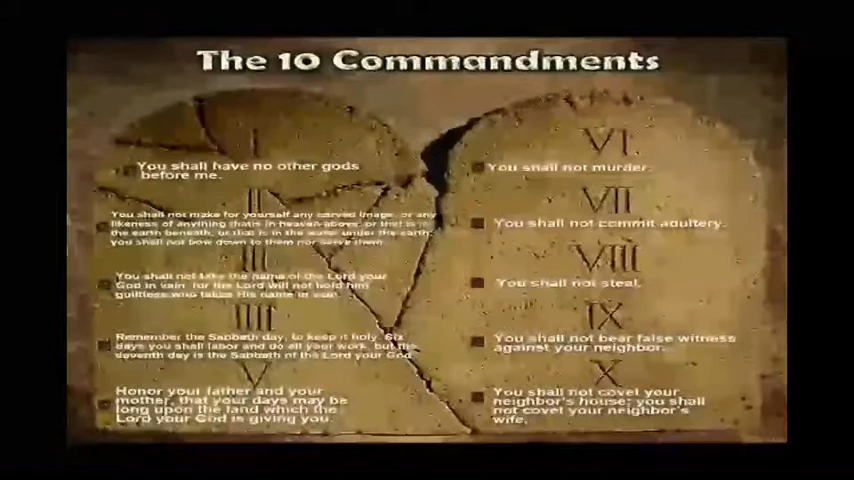 The 10 Commandments
I
You shall have no other gods
before me.
II
You shall not make for yourself any carved image, or any
likeness of anything that is in heaven above, or that is in
the earth beneath, or that is in the water under the earth;
you shall not bow down to them nor serve them.
III
You shall not take the name of the Lord your
God in vain, for the Lord will not hold him
guiltless who takes His name in vain.
IIII
Remember the Sabbath day, to keep it holy. Six
days you shall labor and do all your work, but the
seventh day is the Sabbath of the Lord your God.
V
Honor your father and your
mother, that your days may be
long upon the land which the
Lord your God is giving you.
VI
You shall not murder.
VII
You shall not commit adultery.
VIII
You shall not steal.
IX
You shall not bear false witness
against your neighbor.
X
You shall not covet your
neighbor's house; you shall
not covet your neighbor's
wife.